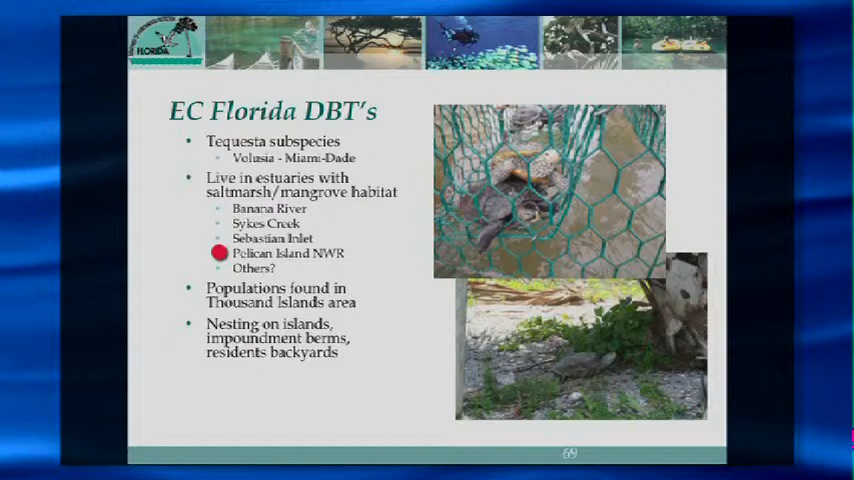 FLORIDA
EC Florida DBT's
Tequesta subspecies
Volusia - Miami-Dade
Live in estuaries with
saltmarsh/mangrove habitat
Banana River
Sykes Creek
Sebastian Inlet
Pelican Island NWR
Others?
Populations found in
Thousand Islands area
Nesting on islands,
impoundment berms,
residents backyards
69